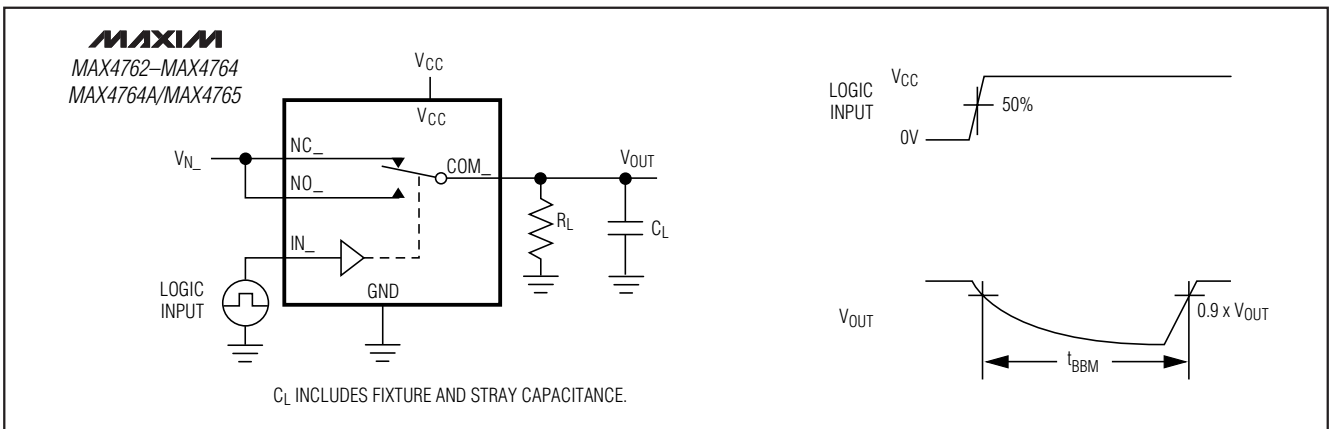 MAXIM
MAX4762–MAX4764
MAX4764A/MAX4765
VCC
VCC
VN_
NC_
NO_
COM_
VOUT
IN_
RL
CL
GND
LOGIC
INPUT
CL INCLUDES FIXTURE AND STRAY CAPACITANCE.
LOGIC
INPUT
VCC
50%
0V
VOUT
0.9 x VOUT
tBBM